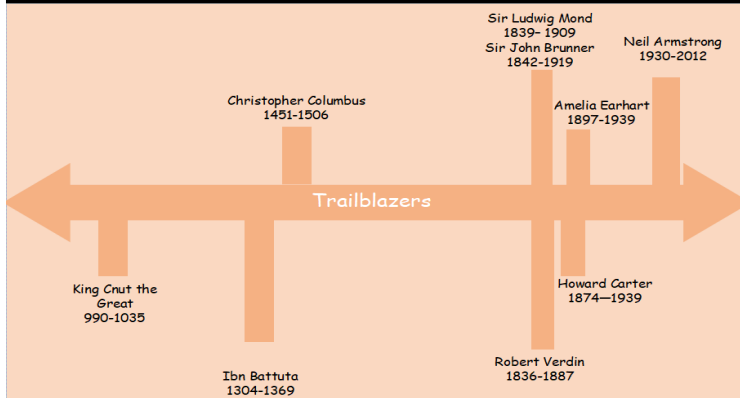 Sir Ludwig Mond
1839– 1909
Sir John Brunner
1842-1919
Neil Armstrong
1930-2012
Christopher Columbus
1451-1506
Amelia Earhart
1897-1939
Trailblazers
King Cnut the
Great
990-1035
Howard Carter
1874—1939
Robert Verdin
1836-1887
Ibn Battuta
1304-1369